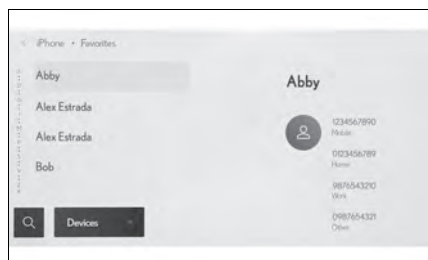 iPhone • Favorites
Abby
Alex Estrada
Alex Estrada
Bob
Devices
Abby
1234567890
Mobile
0123456789
Home
9876543210
Work
0987654321
Other